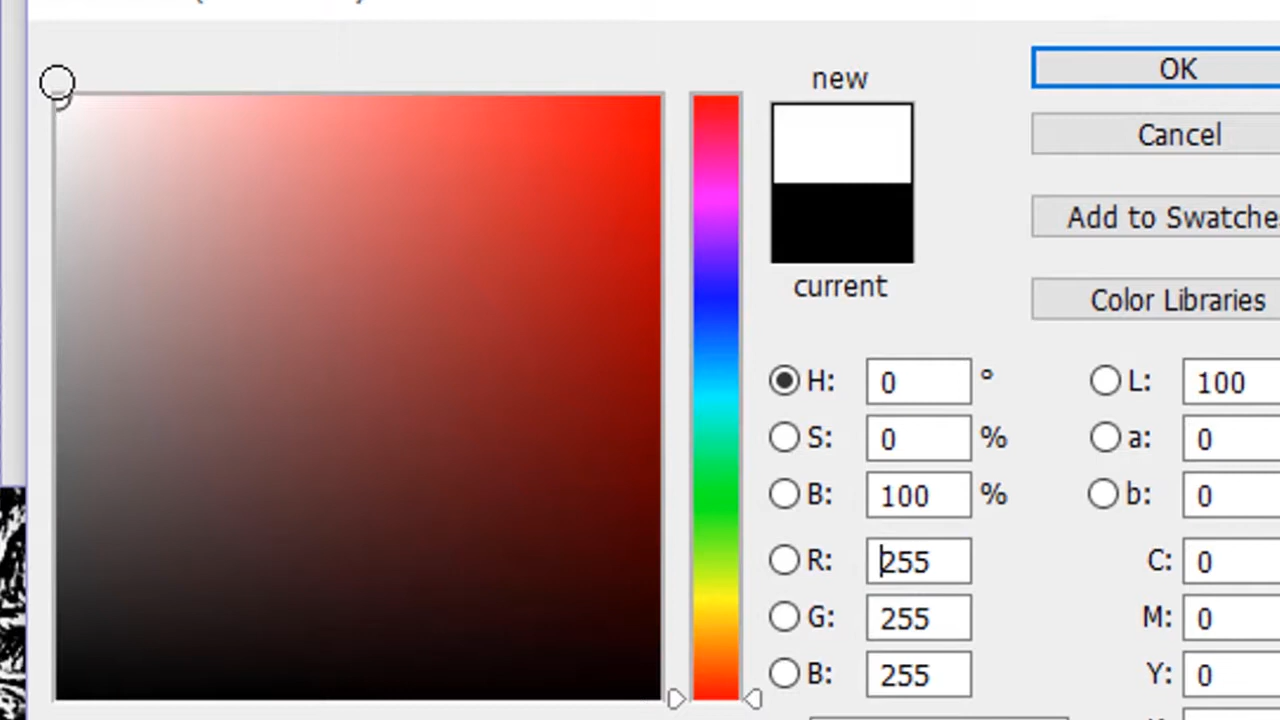 new
OK
Cancel
Add to Swatche
current
Color Libraries
H: 0 °
L: 100
S: 0 %
a: 0
B: 100 %
b: 0
R: 255
C: 0
G: 255
M: 0
B: 255
Y: 0